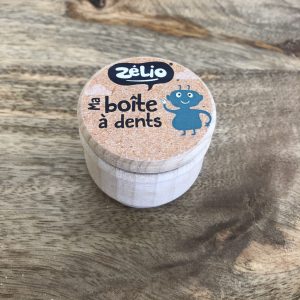 ZÉLIO
Ma boîte
à dents